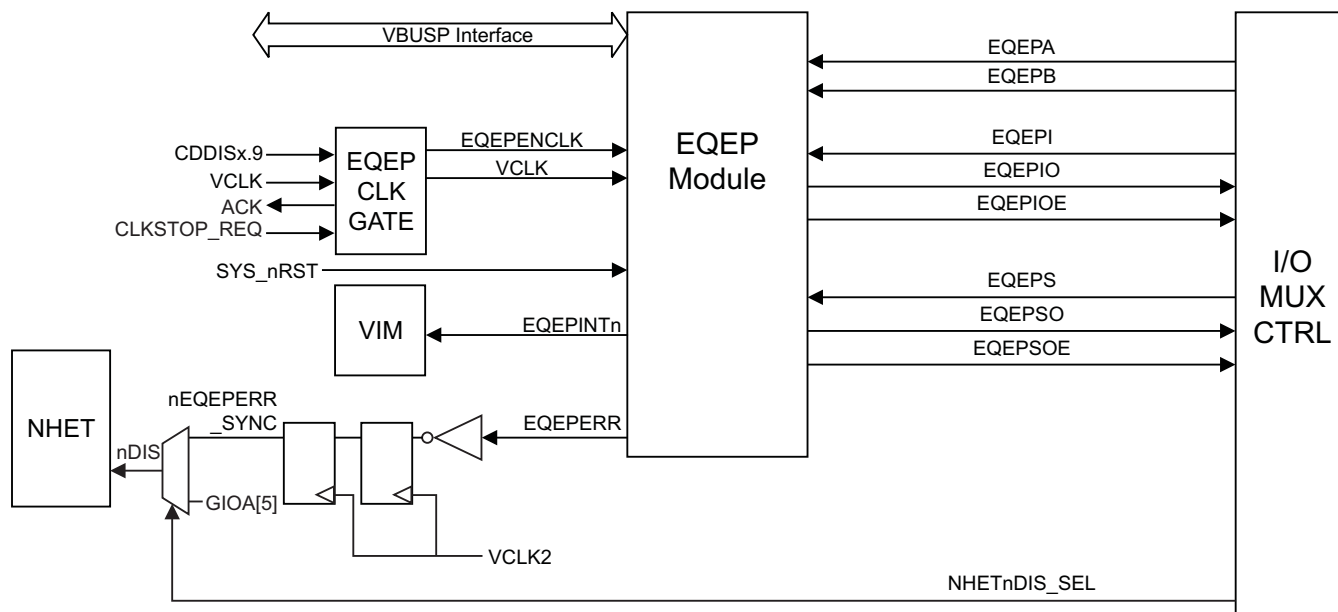 VBUSP Interface
EQEPA
EQEPB
EQEPENCLK
CDDISx.9
EQEP
CLK
GATE
EQEP
Module
EQEPI
VCLK
VCLK
EQEPIO
ACK
EQEPIOE
CLKSTOP_REQ
SYS_nRST
I/O
MUX
CTRL
EQEPS
VIM
EQEPINTn
EQEPSO
EQEPSOE
NHET
nEQEPERR
_SYNC
EQEPERR
nDIS
GIOA[5]
VCLK2
NHETnDIS_SEL